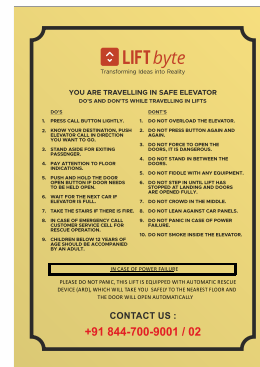 LIFT byte
Transforming Ideas into Reality
YOU ARE TRAVELLING IN SAFE ELEVATOR
DO'S AND DON'TS WHILE TRAVELLING IN LIFTS
DO'S
1. PRESS CALL BUTTON LIGHTLY.
2. KNOW YOUR DESTINATION, PUSH
ELEVATOR CALL IN DIRECTION
YOU WANT TO GO.
3. STAND ASIDE FOR EXITING
PASSENGER.
4. PAY ATTENTION TO FLOOR
INDICATIONS.
5. PUSH AND HOLD THE DOOR
OPEN BUTTON IF DOOR NEEDS
TO BE HELD OPEN.
6. WAIT FOR THE NEXT CAR IF
ELEVATOR IS FULL.
7. TAKE THE STAIRS IF THERE IS FIRE.
8. IN CASE OF EMERGENCY CALL
CUSTOMER SERVICE CELL FOR
RESCUE OPERATION.
9. CHILDREN BELOW 12 YEARS OF
AGE SHOULD BE ACCOMPANIED
BY AN ADULT.
DONT'S
1. DO NOT OVERLOAD THE ELEVATOR.
2. DO NOT PRESS BUTTON AGAIN AND
AGAIN.
3. DO NOT FORCE TO OPEN THE
DOORS, IT IS DANGEROUS.
4. DO NOT STAND IN BETWEEN THE
DOORS.
5. DO NOT FIDDLE WITH ANY EQUIPMENT.
6. DO NOT STEP IN UNTIL LIFT HAS
STOPPED AT LANDING AND DOORS
ARE OPENED FULLY.
7. DO NOT CROWD IN THE MIDDLE.
8. DO NOT LEAN AGAINST CAR PANELS.
9. DO NOT PANIC IN CASE OF POWER
FAILURE.
10. DO NOT SMOKE INSIDE THE ELEVATOR.
IN CASE OF POWER FAILURE
PLEASE DO NOT PANIC, THIS LIFT IS EQUIPPED WITH AUTOMATIC RESCUE
DEVICE (ARD), WHICH WILL TAKE YOU SAFELY TO THE NEAREST FLOOR AND
THE DOOR WILL OPEN AUTOMATICALLY
CONTACT US :
+91 844-700-9001 / 02